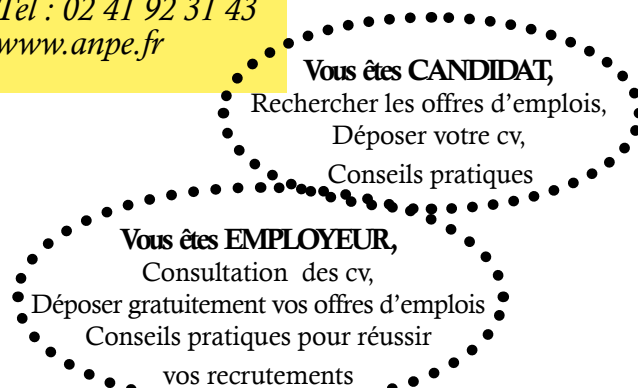 Tél : 02 41 92 31 43
www.anpe.fr
Vous êtes CANDIDAT,
Rechercher les offres d’emplois,
Déposer votre cv,
Conseils pratiques
Vous êtes EMPLOYEUR,
Consultation des cv,
Déposer gratuitement vos offres d’emplois
Conseils pratiques pour réussir
vos recrutements